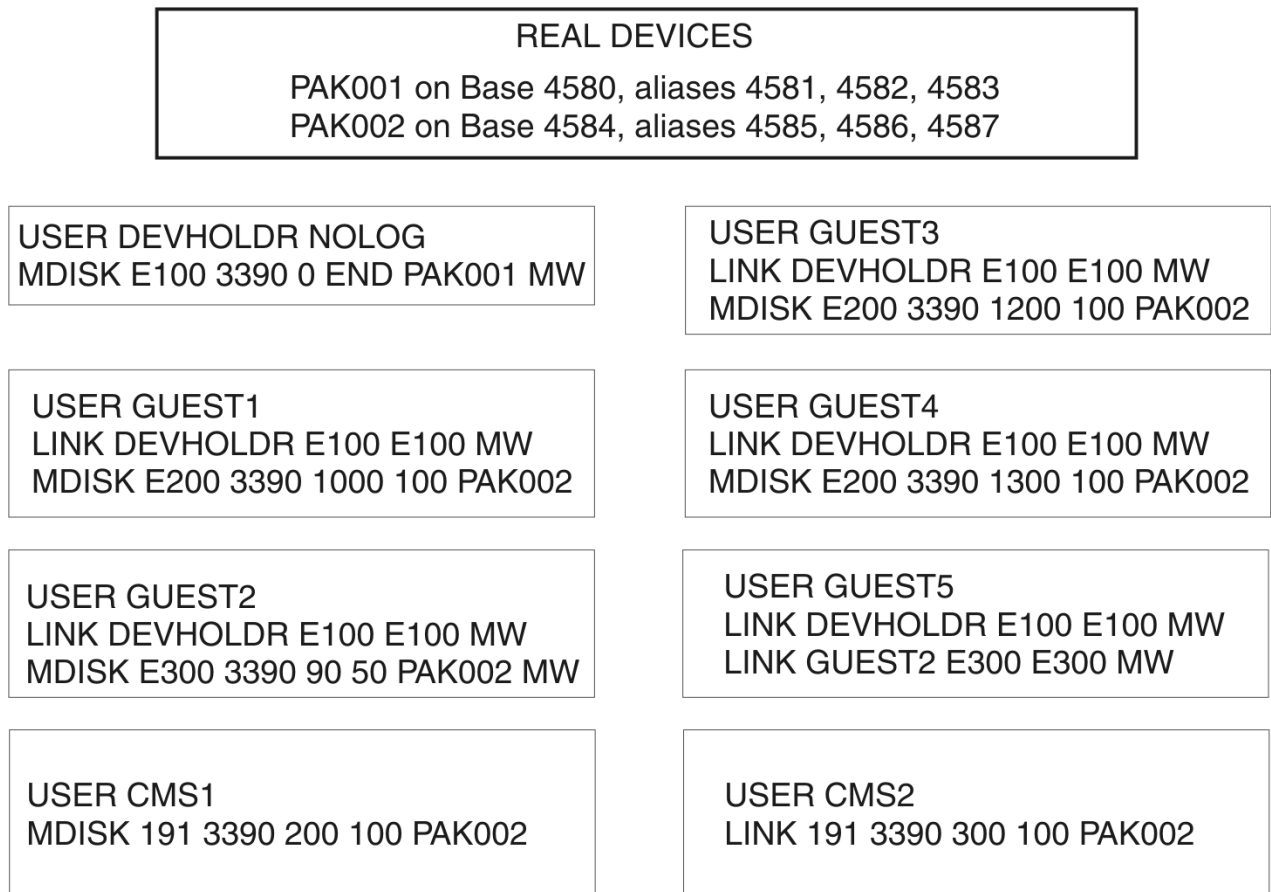 REAL DEVICES
PAK001 on Base 4580, aliases 4581, 4582, 4583
PAK002 on Base 4584, aliases 4585, 4586, 4587
USER DEVHOLDR NOLOG
MDISK E100 3390 0 END PAK001 MW
USER GUEST3
LINK DEVHOLDR E100 E100 MW
MDISK E200 3390 1200 100 PAK002
USER GUEST1
LINK DEVHOLDR E100 E100 MW
MDISK E200 3390 1000 100 PAK002
USER GUEST4
LINK DEVHOLDR E100 E100 MW
MDISK E200 3390 1300 100 PAK002
USER GUEST2
LINK DEVHOLDR E100 E100 MW
MDISK E300 3390 90 50 PAK002 MW
USER GUEST5
LINK DEVHOLDR E100 E100 MW
LINK GUEST2 E300 E300 MW
USER CMS1
MDISK 191 3390 200 100 PAK002
USER CMS2
LINK 191 3390 300 100 PAK002